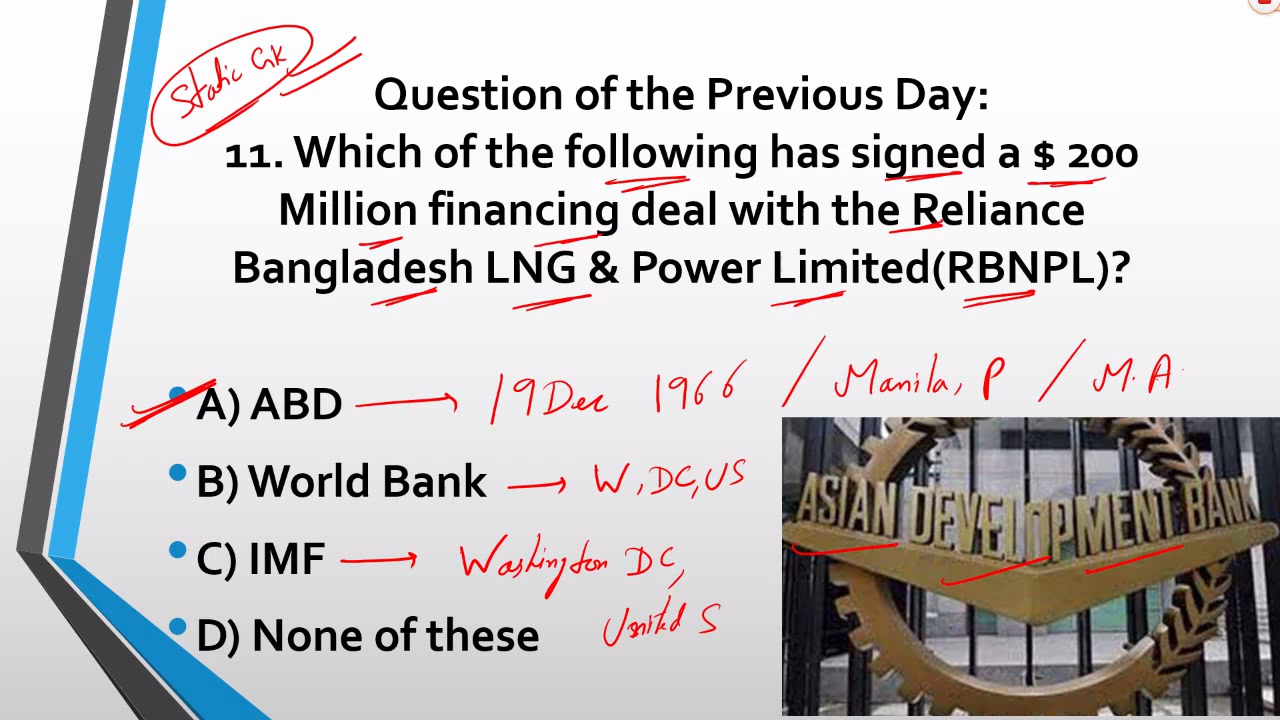 Static GK
Question of the Previous Day:
11. Which of the following has signed a $ 200
Million financing deal with the Reliance
Bangladesh LNG & Power Limited(RBNPL)?
A) ABD → 19 Dec 1966 / Manila, P / M. A.
B) World Bank → W, DC, US
C) IMF → Washington DC,
United S
D) None of these
ASIAN DEVELOPMENT BANK